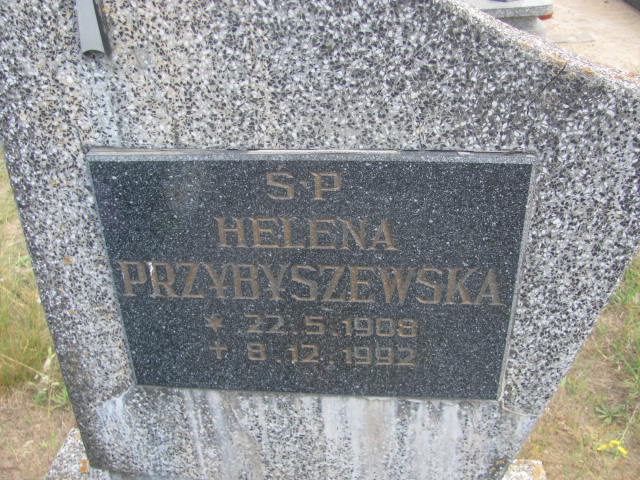 Ś P
HELENA
PRZYBYSZEWSKA
* 22.5.1908
+ 8.12.1992